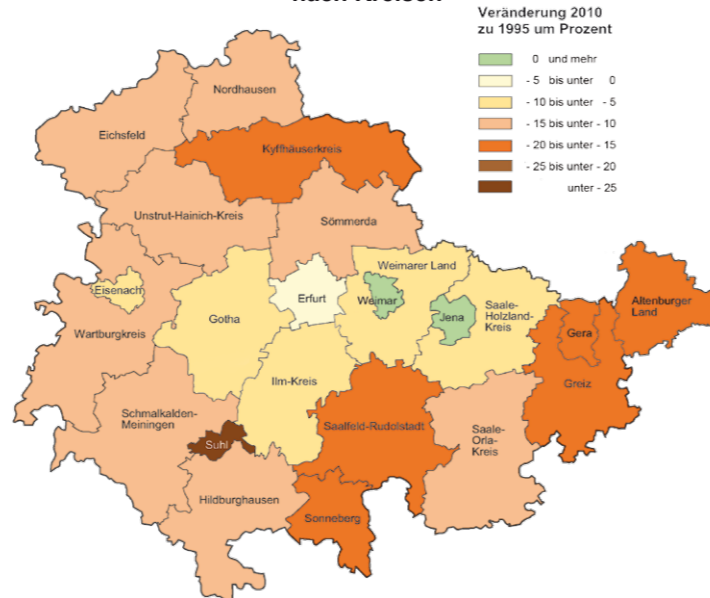 nach Kreisen
Veränderung 2010
zu 1995 um Prozent
0 und mehr
- 5 bis unter 0
- 10 bis unter - 5
- 15 bis unter - 10
- 20 bis unter - 15
- 25 bis unter - 20
unter - 25
Nordhausen
Eichsfeld
Kyffhäuserkreis
Unstrut-Hainich-Kreis
Sömmerda
Weimarer Land
Eisenach
Erfurt
Weimar
Saale-
Holzland-
Kreis
Altenburger
Land
Gotha
Jena
Gera
Wartburgkreis
Ilm-Kreis
Greiz
Schmalkalden-
Meiningen
Saalfeld-Rudolstadt
Saale-
Orla-
Kreis
Suhl
Hildburghausen
Sonneberg